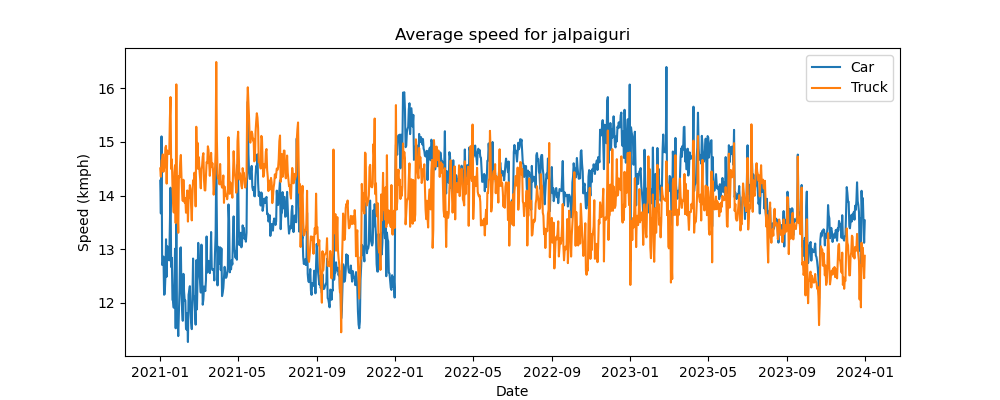 Average speed for jalpaiguri
Car
Truck
Speed (kmph)
16
15
14
13
12
2021-01 2021-05 2021-09 2022-01 2022-05 2022-09 2023-01 2023-05 2023-09 2024-01
Date